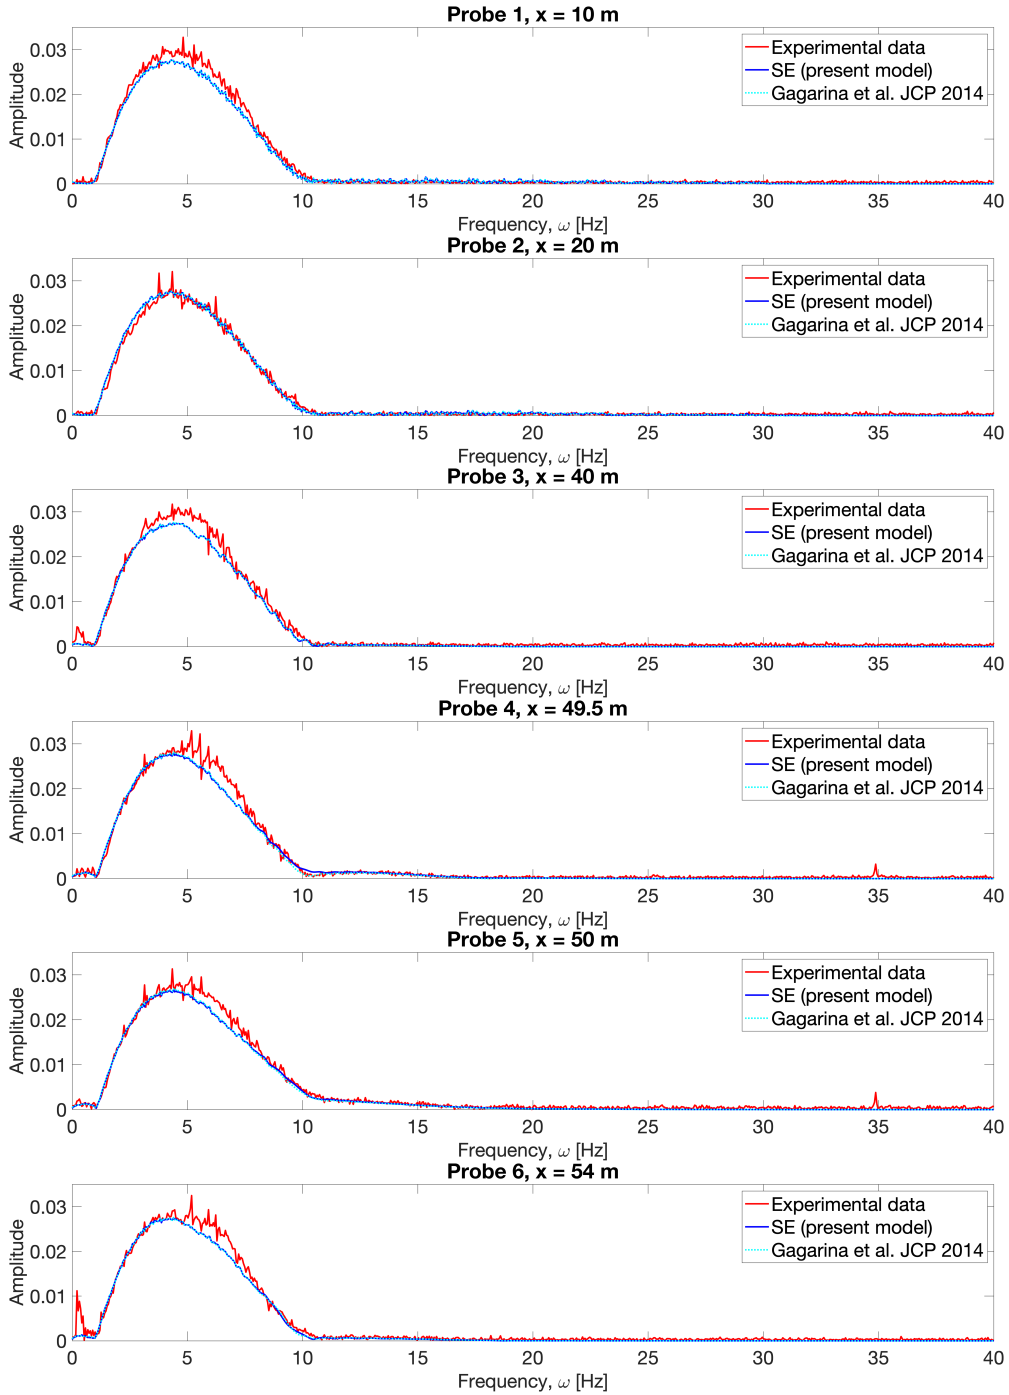 Probe 1, x = 10 m
Amplitude
0.03
0.02
0.01
0
Experimental data
SE (present model)
Gagarina et al. JCP 2014
0 5 10 15 20 25 30 35 40
Frequency, ω [Hz]
Probe 2, x = 20 m
Amplitude
0.03
0.02
0.01
0
Experimental data
SE (present model)
Gagarina et al. JCP 2014
0 5 10 15 20 25 30 35 40
Frequency, ω [Hz]
Probe 3, x = 40 m
Amplitude
0.03
0.02
0.01
0
Experimental data
SE (present model)
Gagarina et al. JCP 2014
0 5 10 15 20 25 30 35 40
Frequency, ω [Hz]
Probe 4, x = 49.5 m
Amplitude
0.03
0.02
0.01
0
Experimental data
SE (present model)
Gagarina et al. JCP 2014
0 5 10 15 20 25 30 35 40
Frequency, ω [Hz]
Probe 5, x = 50 m
Amplitude
0.03
0.02
0.01
0
Experimental data
SE (present model)
Gagarina et al. JCP 2014
0 5 10 15 20 25 30 35 40
Frequency, ω [Hz]
Probe 6, x = 54 m
Amplitude
0.03
0.02
0.01
0
Experimental data
SE (present model)
Gagarina et al. JCP 2014
0 5 10 15 20 25 30 35 40
Frequency, ω [Hz]